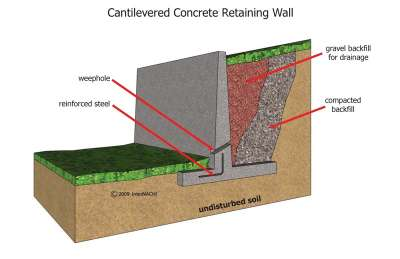 Cantilevered Concrete Retaining Wall
gravel backfill
for drainage
weephole
reinforced steel
compacted
backfill
© 2009 InterNACHI
undisturbed soil